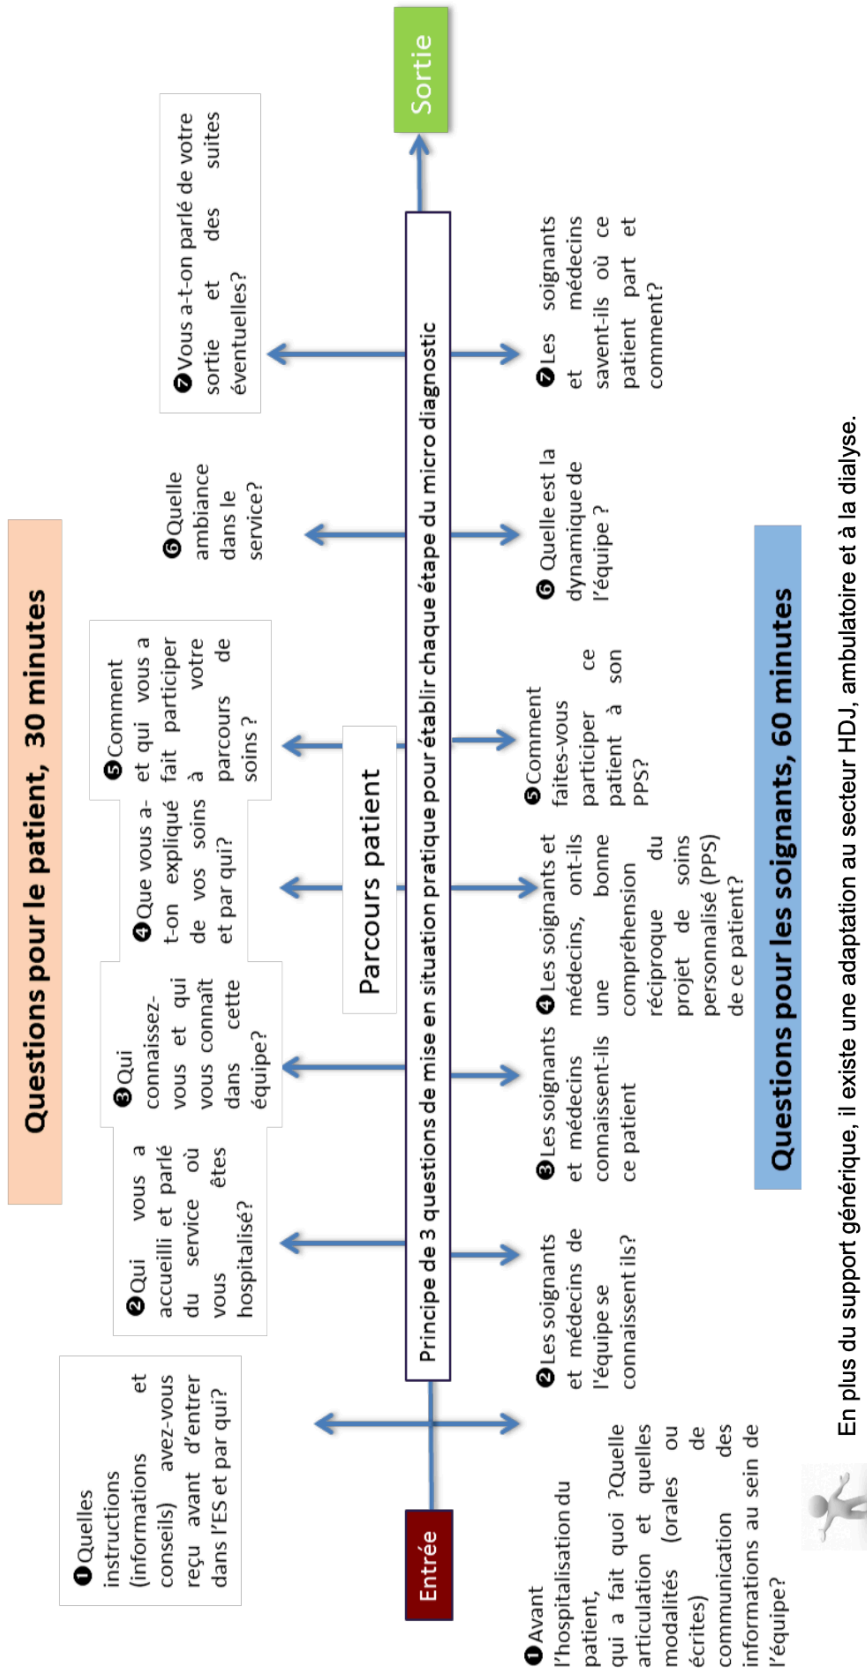 Questions pour le patient, 30 minutes
❶Quelles
instructions
(informations et
conseils) avez-vous
reçu avant d'entrer
dans l'ES et par qui?
❷Qui vous a
accueilli et parlé
du service où
vous êtes
hospitalisé?
❸Qui
connaissez-
vous et qui
vous connaît
dans cette
équipe?
❹Que vous a-
t-on expliqué
de vos soins
et par qui?
❺Comment
et qui vous a
fait participer
à votre
parcours de
soins ?
❻Quelle
ambiance
dans le
service?
❼Vous a-t-on parlé de votre
sortie et des suites
éventuelles?
Parcours patient
Entrée
Principe de 3 questions de mise en situation pratique pour établir chaque étape du micro diagnostic
Sortie
❶Avant
l'hospitalisation du
patient,
qui a fait quoi ?Quelle
articulation et quelles
modalités (orales ou
écrites) de
communication des
informations au sein de
l'équipe?
❷Les soignants
et médecins de
l'équipe se
connaissent ils?
❸Les soignants
et médecins
connaissent-ils
ce patient
❹Les soignants et
médecins, ont-ils
une bonne
compréhension
réciproque du
projet de soins
personnalisé (PPS)
de ce patient?
❺Comment
faites-vous
participer ce
patient à son
PPS?
❻ Quelle est la
dynamique de
l'équipe ?
❼Les soignants
et médecins
savent-ils où ce
patient part et
comment?
Questions pour les soignants, 60 minutes
En plus du support générique, il existe une adaptation au secteur HDJ, ambulatoire et à la dialyse.